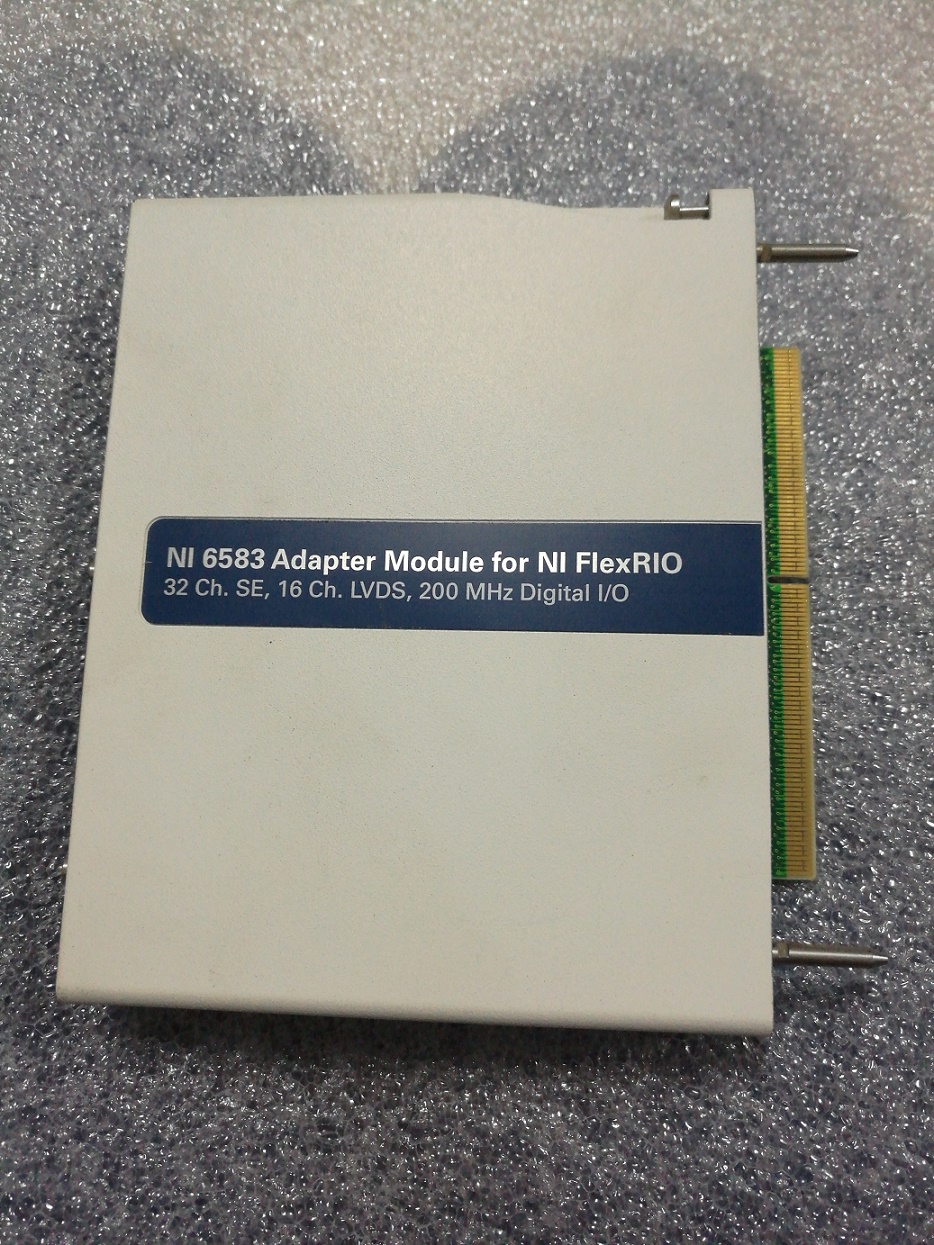 NI 6583 Adapter Module for NI FlexRIO
32 Ch. SE, 16 Ch. LVDS, 200 MHz Digital I/O